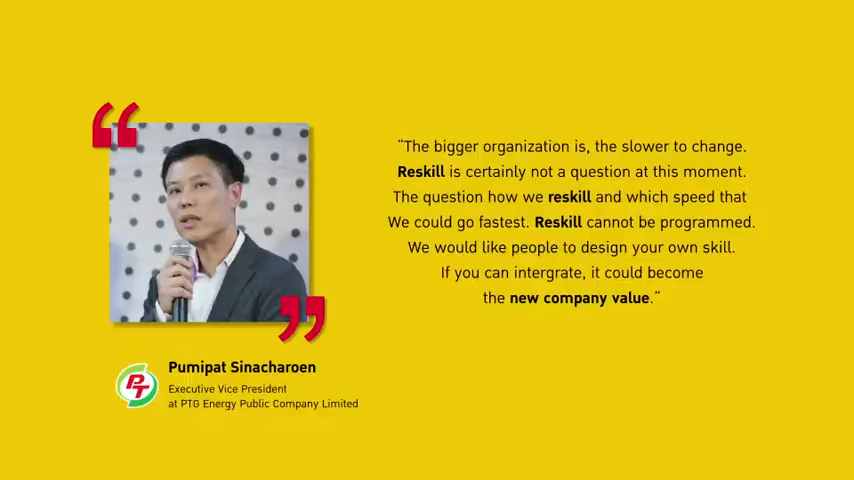 "The bigger organization is, the slower to change.
Reskill is certainly not a question at this moment.
The question how we reskill and which speed that
We could go fastest. Reskill cannot be programmed.
We would like people to design your own skill.
If you can intergrate, it could become
the new company value."
Pumipat Sinacharoen
PT
Executive Vice President
at PTG Energy Public Company Limited